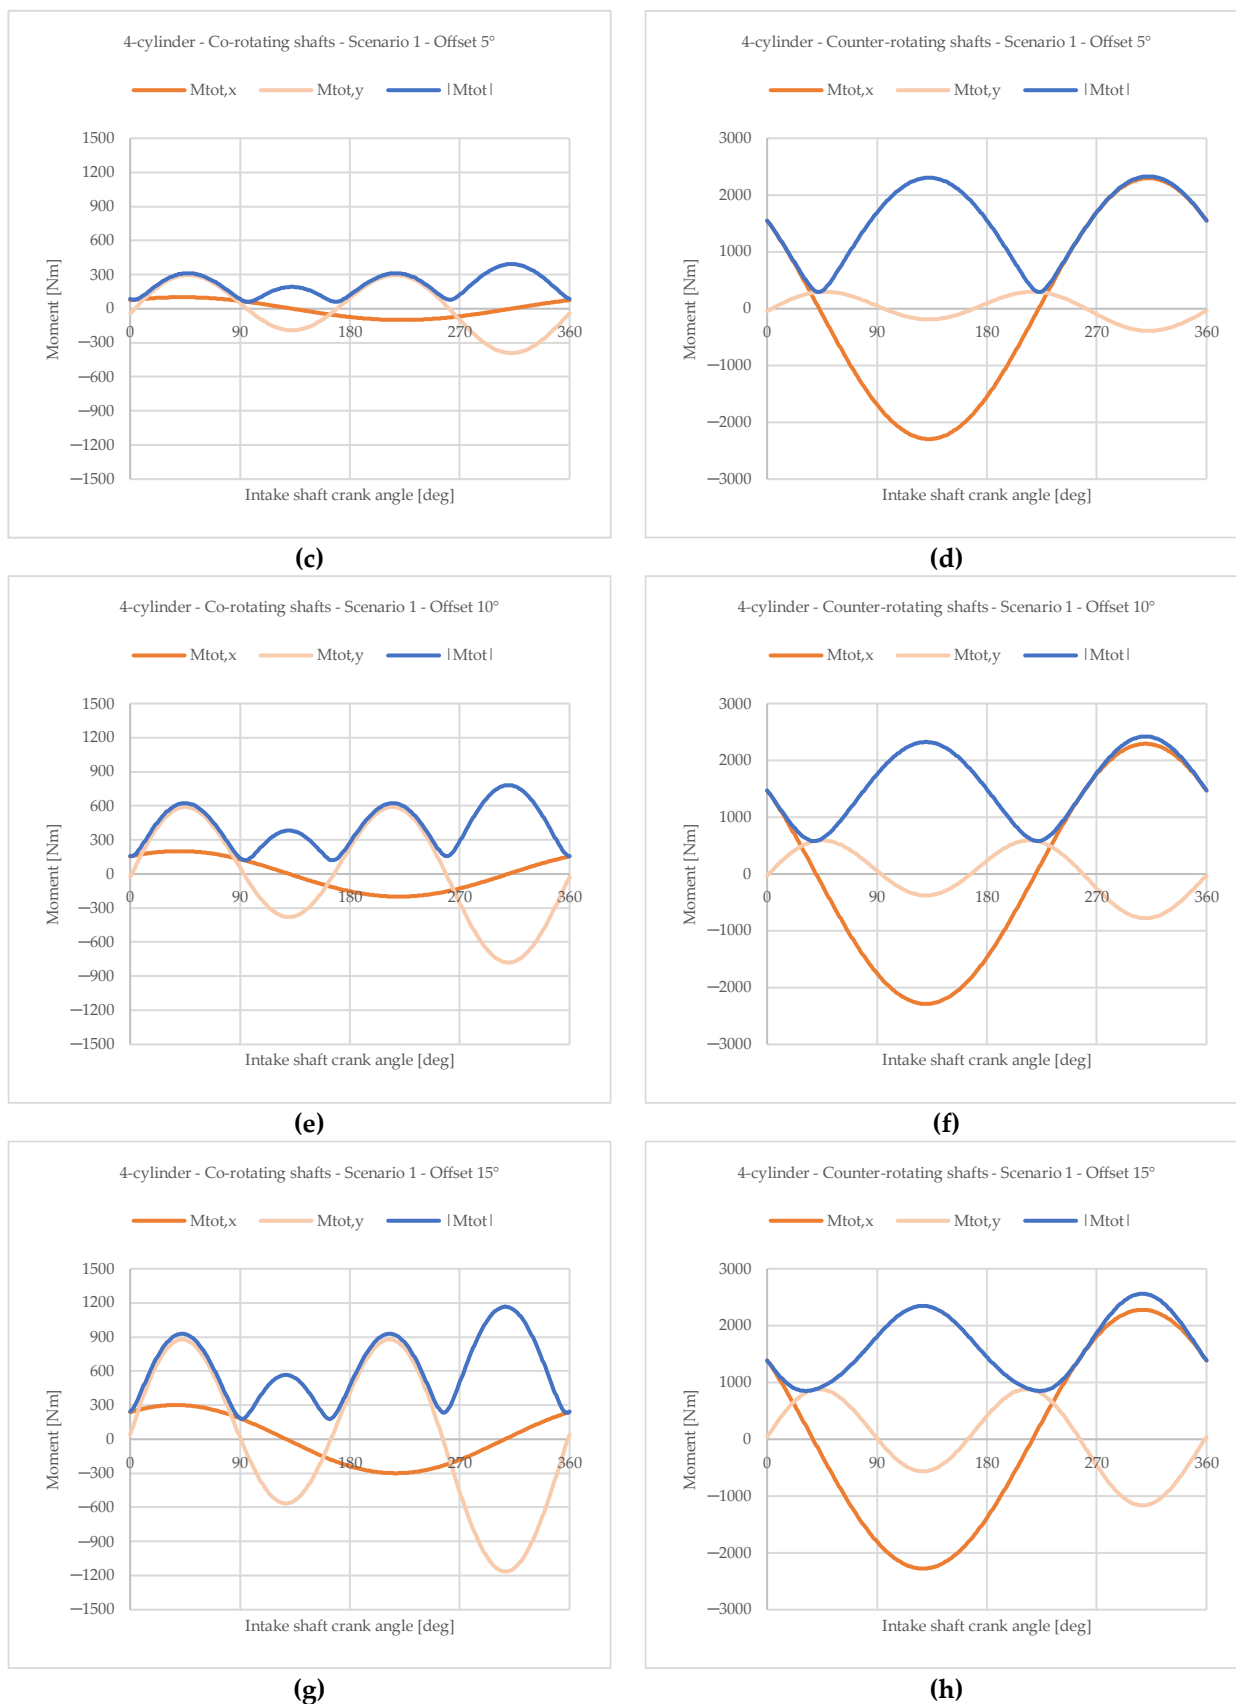 4-cylinder - Co-rotating shafts - Scenario 1 - Offset 5°
Mtot,x Mtot,y |Mtot|
1500
1200
900
600
300
0
−300
−600
−900
−1200
−1500
Moment [Nm]
0 90 180 270 360
Intake shaft crank angle [deg]
(c)
4-cylinder - Counter-rotating shafts - Scenario 1 - Offset 5°
Mtot,x Mtot,y |Mtot|
3000
2000
1000
0
−1000
−2000
−3000
Moment [Nm]
0 90 180 270 360
Intake shaft crank angle [deg]
(d)
4-cylinder - Co-rotating shafts - Scenario 1 - Offset 10°
Mtot,x Mtot,y |Mtot|
1500
1200
900
600
300
0
−300
−600
−900
−1200
−1500
Moment [Nm]
0 90 180 270 360
Intake shaft crank angle [deg]
(e)
4-cylinder - Counter-rotating shafts - Scenario 1 - Offset 10°
Mtot,x Mtot,y |Mtot|
3000
2000
1000
0
−1000
−2000
−3000
Moment [Nm]
0 90 180 270 360
Intake shaft crank angle [deg]
(f)
4-cylinder - Co-rotating shafts - Scenario 1 - Offset 15°
Mtot,x Mtot,y |Mtot|
1500
1200
900
600
300
0
−300
−600
−900
−1200
−1500
Moment [Nm]
0 90 180 270 360
Intake shaft crank angle [deg]
(g)
4-cylinder - Counter-rotating shafts - Scenario 1 - Offset 15°
Mtot,x Mtot,y |Mtot|
3000
2000
1000
0
−1000
−2000
−3000
Moment [Nm]
0 90 180 270 360
Intake shaft crank angle [deg]
(h)